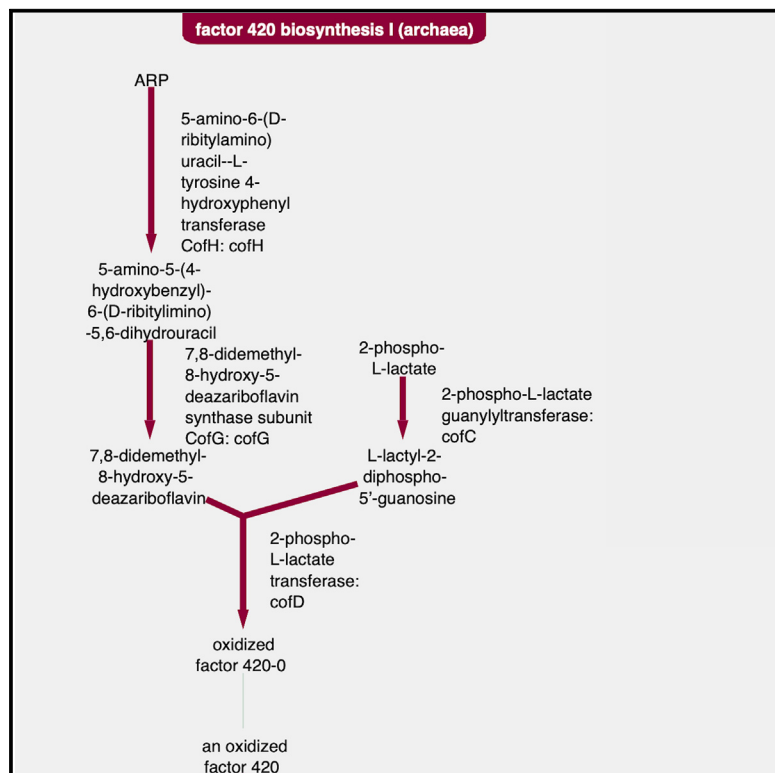 factor 420 biosynthesis I (archaea)
ARP
5-amino-6-(D-
ribitylamino)
uracil--L-
tyrosine 4-
hydroxyphenyl
transferase
CofH: cofH
5-amino-5-(4-
hydroxybenzyl)-
6-(D-ribitylimino)
-5,6-dihydrouracil
7,8-didemethyl-
8-hydroxy-5-
deazariboflavin
synthase subunit
CofG: cofG
2-phospho-
L-lactate
2-phospho-L-lactate
guanylyltransferase:
cofC
7,8-didemethyl-
8-hydroxy-5-
deazariboflavin
L-lactyl-2-
diphospho-
5'-guanosine
2-phospho-
L-lactate
transferase:
cofD
oxidized
factor 420-0
an oxidized
factor 420